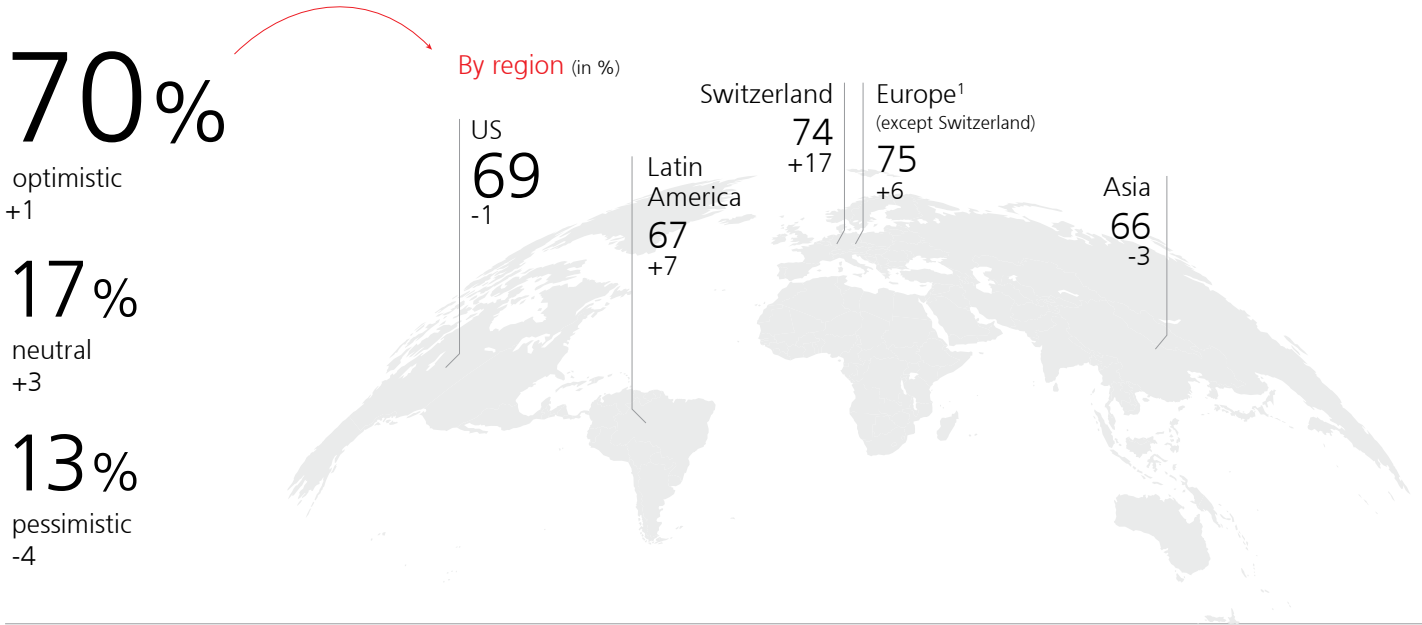 70%
optimistic
+1
17%
neutral
+3
13%
pessimistic
-4
By region (in %)
US
69
-1
Latin
America
67
+7
Switzerland
74
+17
Europe¹
(except Switzerland)
75
+6
Asia
66
-3